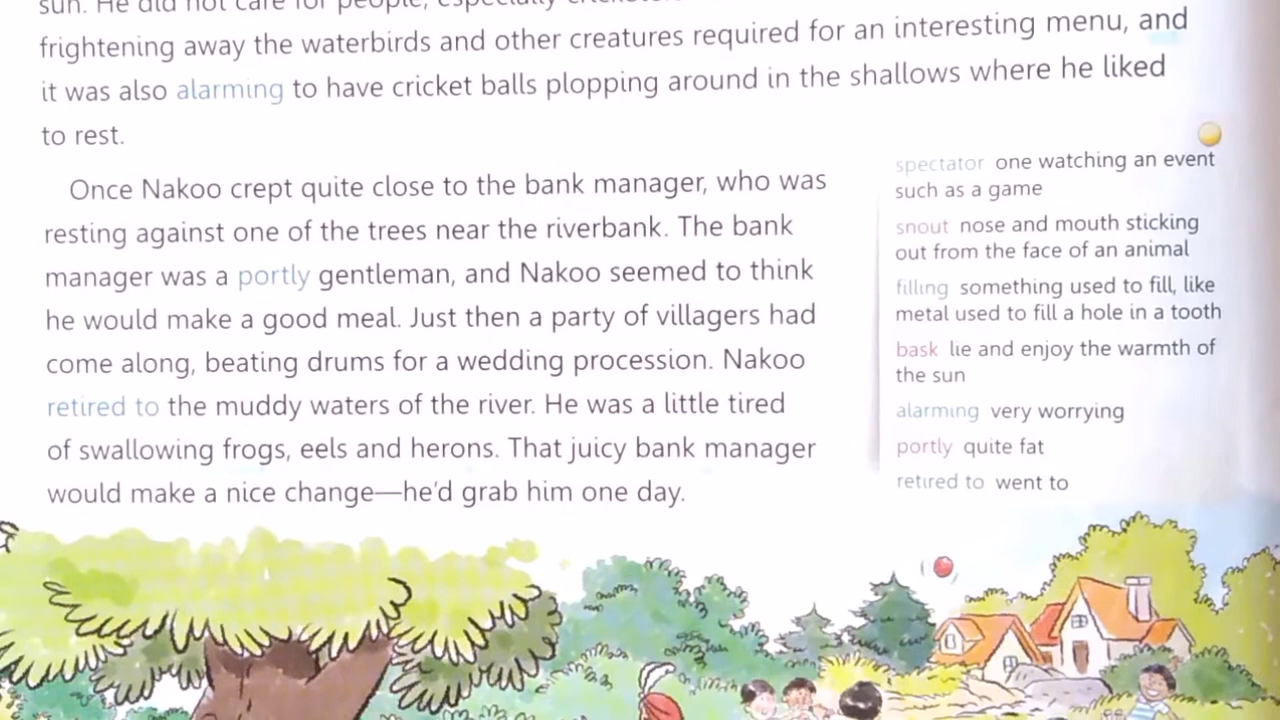 sun. He did not care for people, especially
frightening away the waterbirds and other creatures required for an interesting menu, and
it was also alarming to have cricket balls plopping around in the shallows where he liked
to rest.
Once Nakoo crept quite close to the bank manager, who was
resting against one of the trees near the riverbank. The bank
manager was a portly gentleman, and Nakoo seemed to think
he would make a good meal. Just then a party of villagers had
come along, beating drums for a wedding procession. Nakoo
retired to the muddy waters of the river. He was a little tired
of swallowing frogs, eels and herons. That juicy bank manager
would make a nice change—he'd grab him one day.
spectator one watching an event
such as a game
snout nose and mouth sticking
out from the face of an animal
filling something used to fill, like
metal used to fill a hole in a tooth
bask lie and enjoy the warmth of
the sun
alarming very worrying
portly quite fat
retired to went to